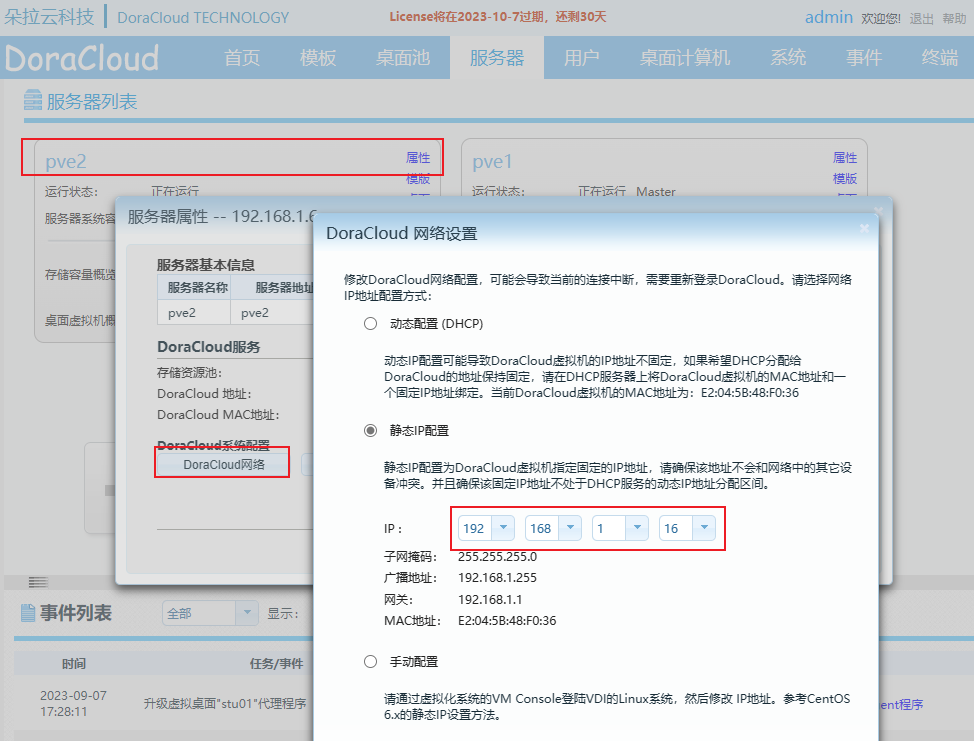 朵拉云科技 DoraCloud TECHNOLOGY License将在2023-10-7过期，还剩30天 admin 欢迎您! 退出 帮助
DoraCloud 首页 模板 桌面池 服务器 用户 桌面计算机 系统 事件 终端
服务器列表
pve2 属性
模版
运行状态： 正在运行
服务器系统容
存储容量概览
桌面虚拟机概
pve1 属性
模版
运行状态： 正在运行 Master
服务器属性 -- 192.168.1.6
服务器基本信息
服务器名称 服务器地址
pve2 pve2
DoraCloud服务
存储资源池：
DoraCloud 地址：
DoraCloud MAC地址：
DoraCloud系统配置
DoraCloud网络
DoraCloud 网络设置
修改DoraCloud网络配置，可能会导致当前的连接中断，需要重新登录DoraCloud。请选择网络
IP地址配置方式：
动态配置 (DHCP)
动态IP配置可能导致DoraCloud虚拟机的IP地址不固定，如果希望DHCP分配给
DoraCloud的地址保持固定，请在DHCP服务器上将DoraCloud虚拟机的MAC地址和一
个固定IP地址绑定。当前DoraCloud虚拟机的MAC地址为：E2:04:5B:48:F0:36
静态IP配置
静态IP配置为DoraCloud虚拟机指定固定的IP地址，请确保该地址不会和网络中的其它设
备冲突。并且确保该固定IP地址不处于DHCP服务的动态IP地址分配区间。
IP： 192 168 1 16
子网掩码： 255.255.255.0
广播地址： 192.168.1.255
网关： 192.168.1.1
MAC地址： E2:04:5B:48:F0:36
手动配置
请通过虚拟化系统的VM Console登陆VDI的Linux系统，然后修改 IP地址。参考CentOS
6.x的静态IP设置方法。
事件列表 全部 显示：
时间 任务/事件
2023-09-07
17:28:11
升级虚拟桌面"stu01"代理程序
ent程序